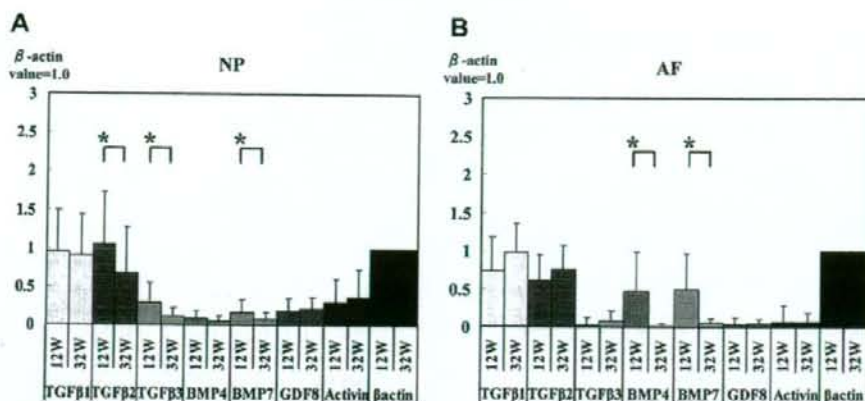 A
β-actin
value=1.0
NP
3
2.5
2
1.5
1
0.5
0
* * *
12W 32W 12W 32W 12W 32W 12W 32W 12W 32W 12W 32W 12W 32W 12W 32W
TGFβ1 TGFβ2 TGFβ3 BMP4 BMP7 GDF8 Activin βactin
B
β-actin
value=1.0
AF
3
2.5
2
1.5
1
0.5
0
* *
12W 32W 12W 32W 12W 32W 12W 32W 12W 32W 12W 32W 12W 32W 12W 32W
TGFβ1 TGFβ2 TGFβ3 BMP4 BMP7 GDF8 Activin βactin